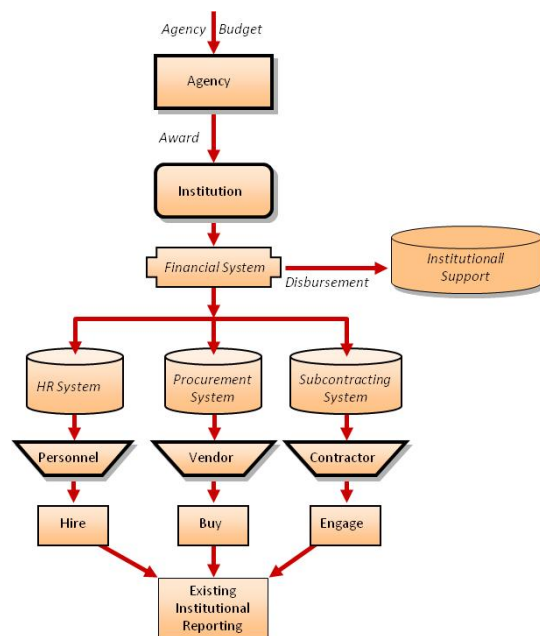 Agency Budget
Agency
Award
Institution
Financial System
Disbursement
Institutionall
Support
HR System
Procurement
System
Subcontracting
System
Personnel
Vendor
Contractor
Hire
Buy
Engage
Existing
Institutional
Reporting